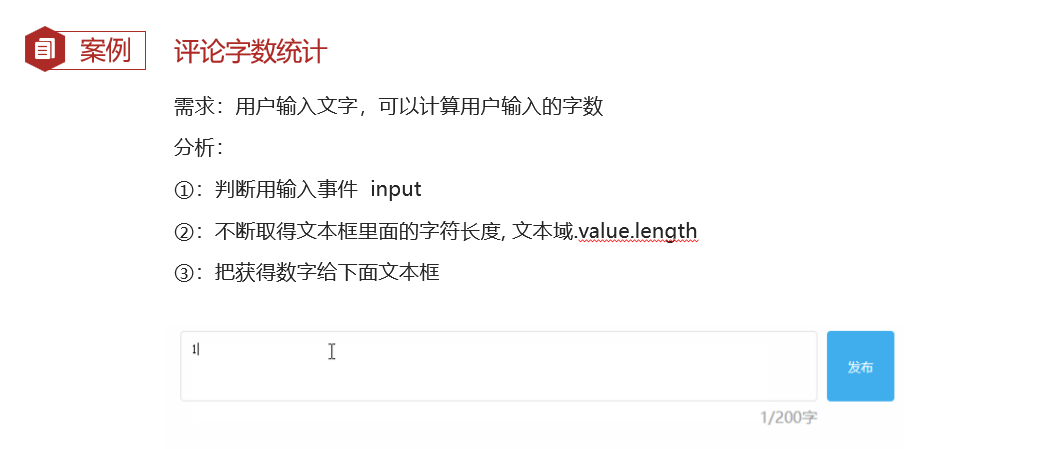 案例 评论字数统计
需求：用户输入文字，可以计算用户输入的字数
分析：
①：判断用输入事件 input
②：不断取得文本框里面的字符长度, 文本域.value.length
③：把获得数字给下面文本框
1
发布
1/200字